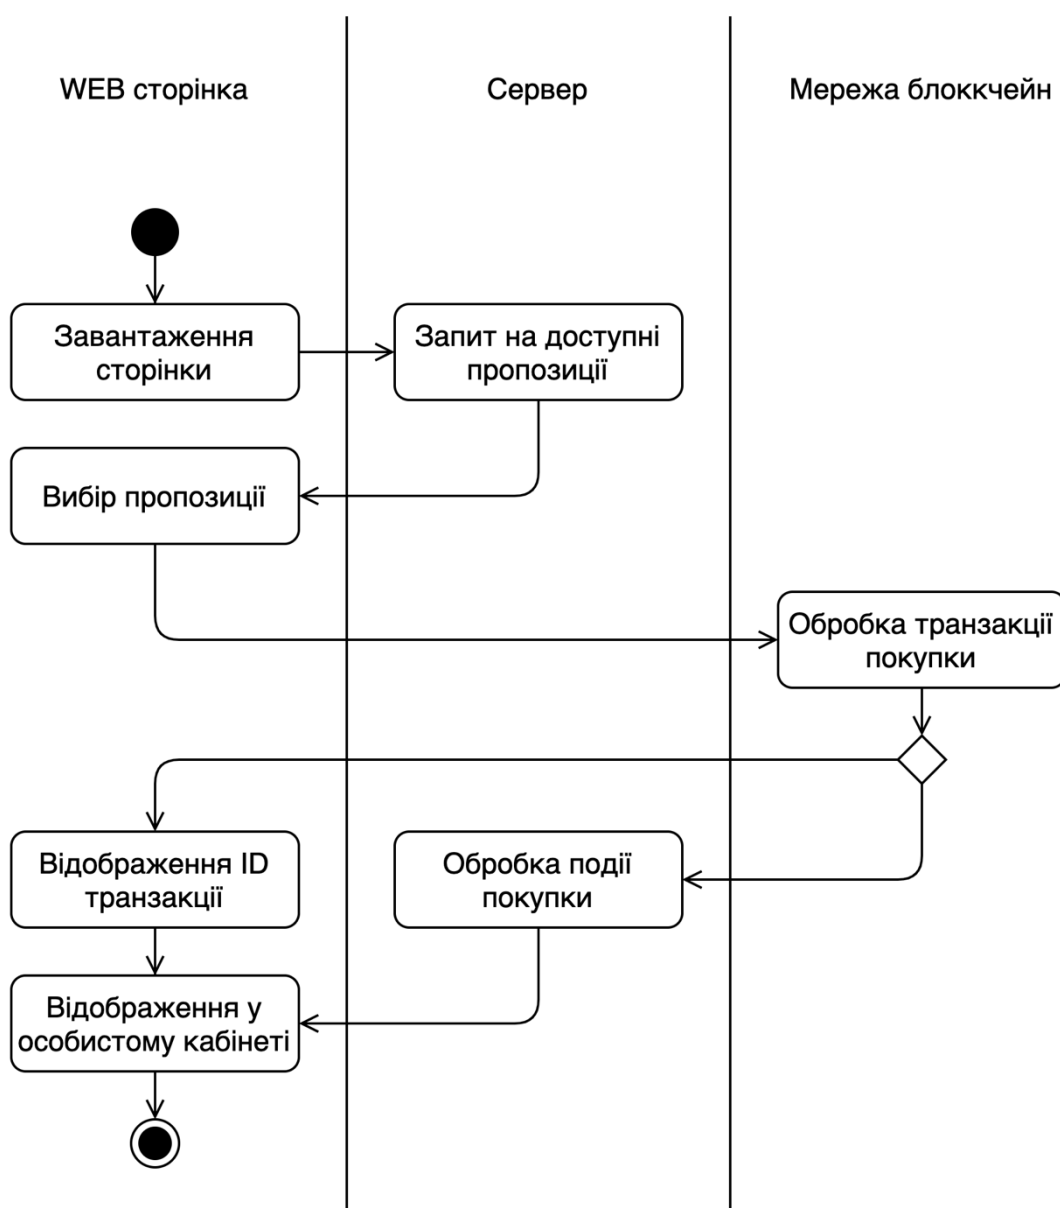 WEB сторінка
Сервер
Мережа блоккчейн
Завантаження
сторінки
Запит на доступні
пропозиції
Вибір пропозиції
Обробка транзакції
покупки
Відображення ID
транзакції
Обробка події
покупки
Відображення у
особистому кабінеті